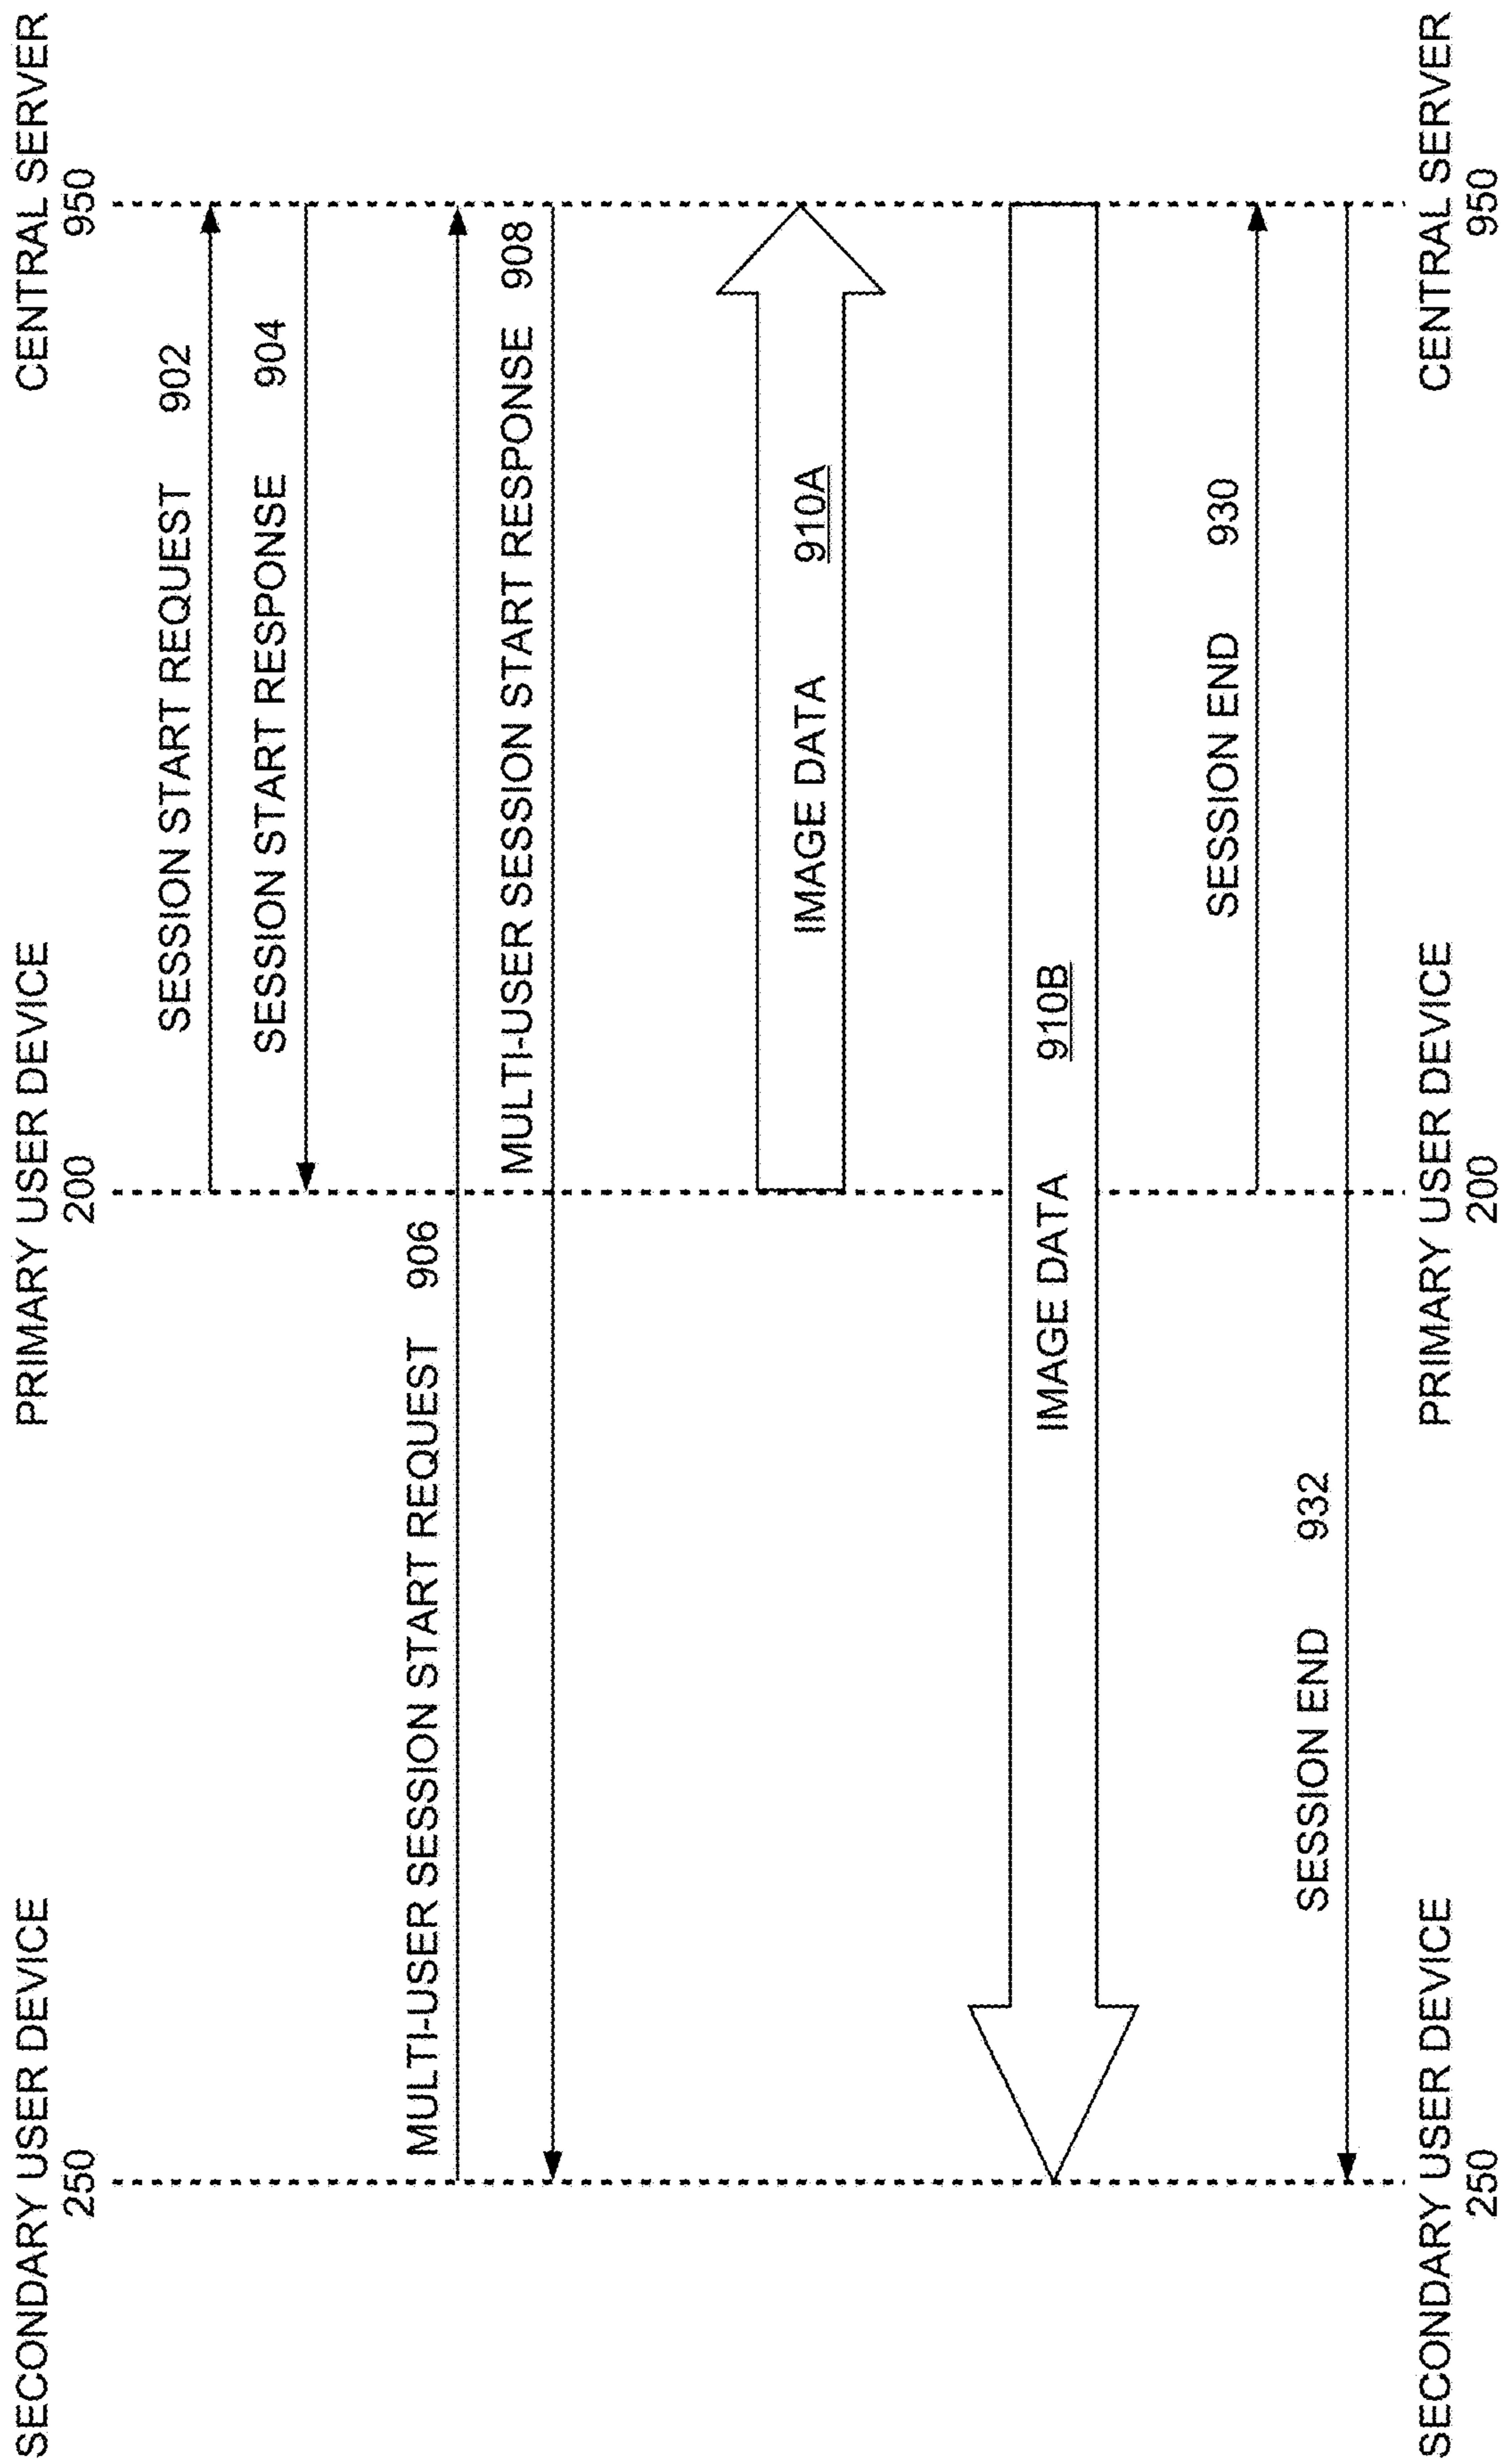 SECONDARY USER DEVICE
250
PRIMARY USER DEVICE
200
CENTRAL SERVER
950
SESSION START REQUEST 902
SESSION START RESPONSE 904
MULTI-USER SESSION START REQUEST 906
MULTI-USER SESSION START RESPONSE 908
IMAGE DATA 910A
IMAGE DATA 910B
SESSION END 930
SESSION END 932
SECONDARY USER DEVICE
250
PRIMARY USER DEVICE
200
CENTRAL SERVER
950